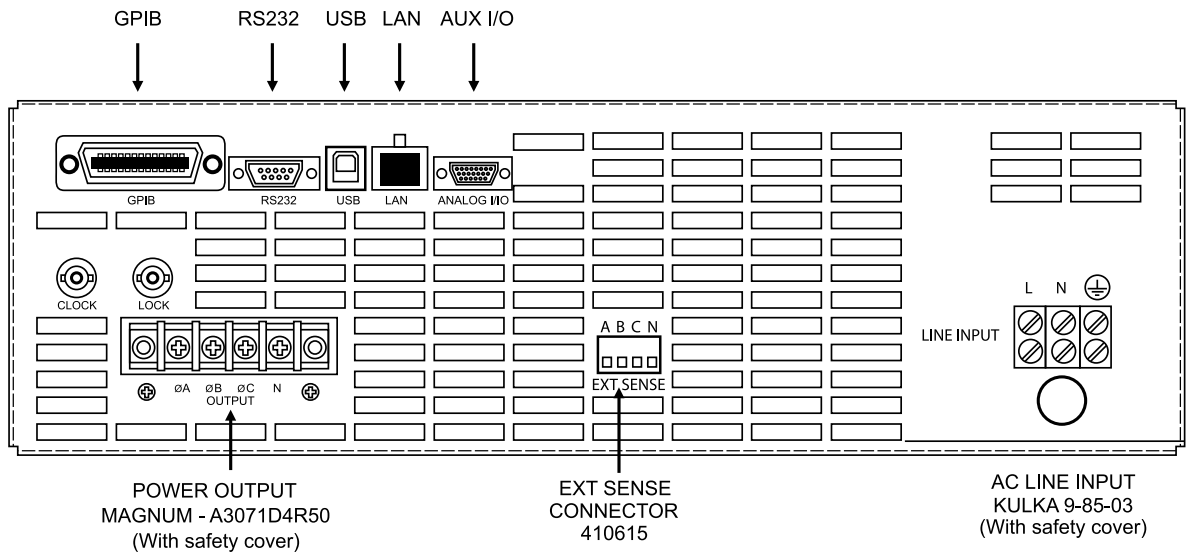 GPIB
RS232
USB
LAN
AUX I/O
GPIB
RS232
USB
LAN
ANALOG I/IO
CLOCK
LOCK
ØA
ØB
ØC
N
OUTPUT
A B C N
EXT SENSE
L
N
LINE INPUT
POWER OUTPUT
MAGNUM - A3071D4R50
(With safety cover)
EXT SENSE
CONNECTOR
410615
AC LINE INPUT
KULKA 9-85-03
(With safety cover)